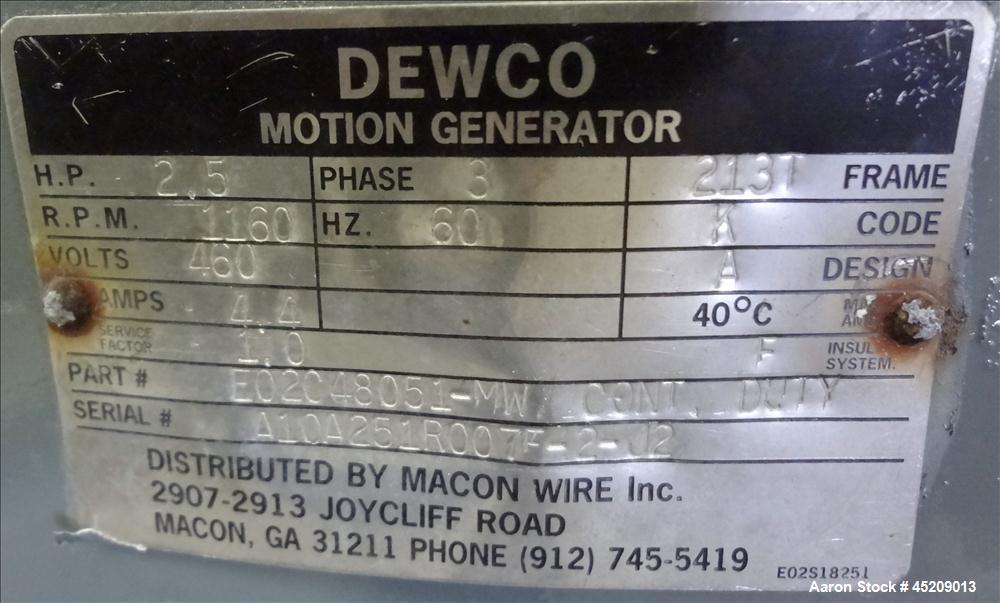 DEWCO
MOTION GENERATOR
H.P. 2.5 PHASE 3 213T FRAME
R.P.M. 1160 HZ. 60 K CODE
VOLTS 460 A DESIGN
AMPS 4.4 40°C
SERVICE FACTOR 1.0 F SYSTEM.
PART # E02C48051-MW CONT. DUTY
SERIAL #
DISTRIBUTED BY MACON WIRE Inc.
2907-2913 JOYCLIFF ROAD
MACON, GA 31211 PHONE (912) 745-5419
E02S18251
Aaron Stock # 45209013